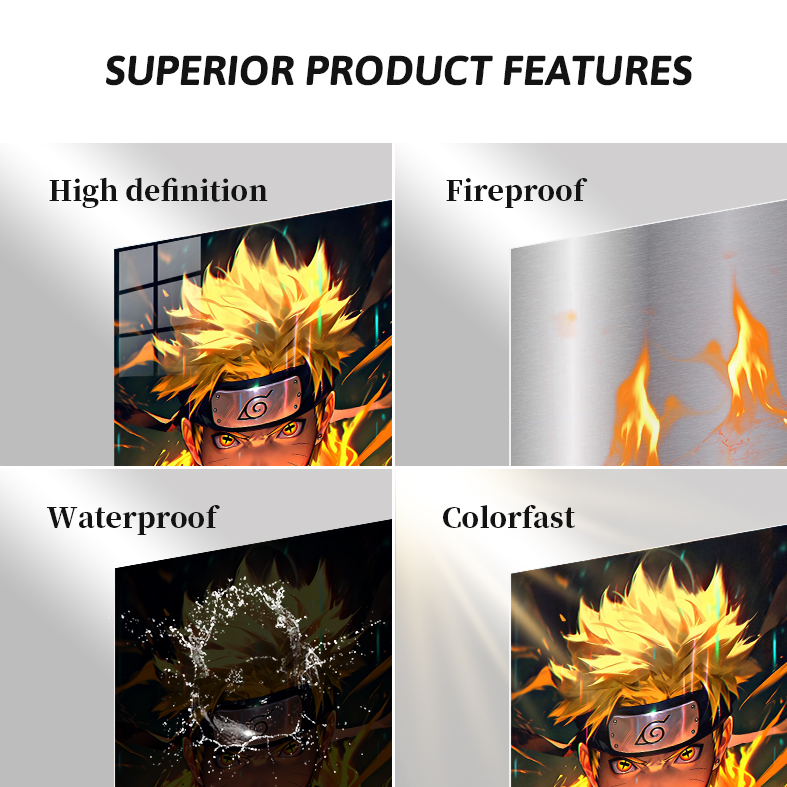 SUPERIOR PRODUCT FEATURES
High definition
Fireproof
Waterproof
Colorfast